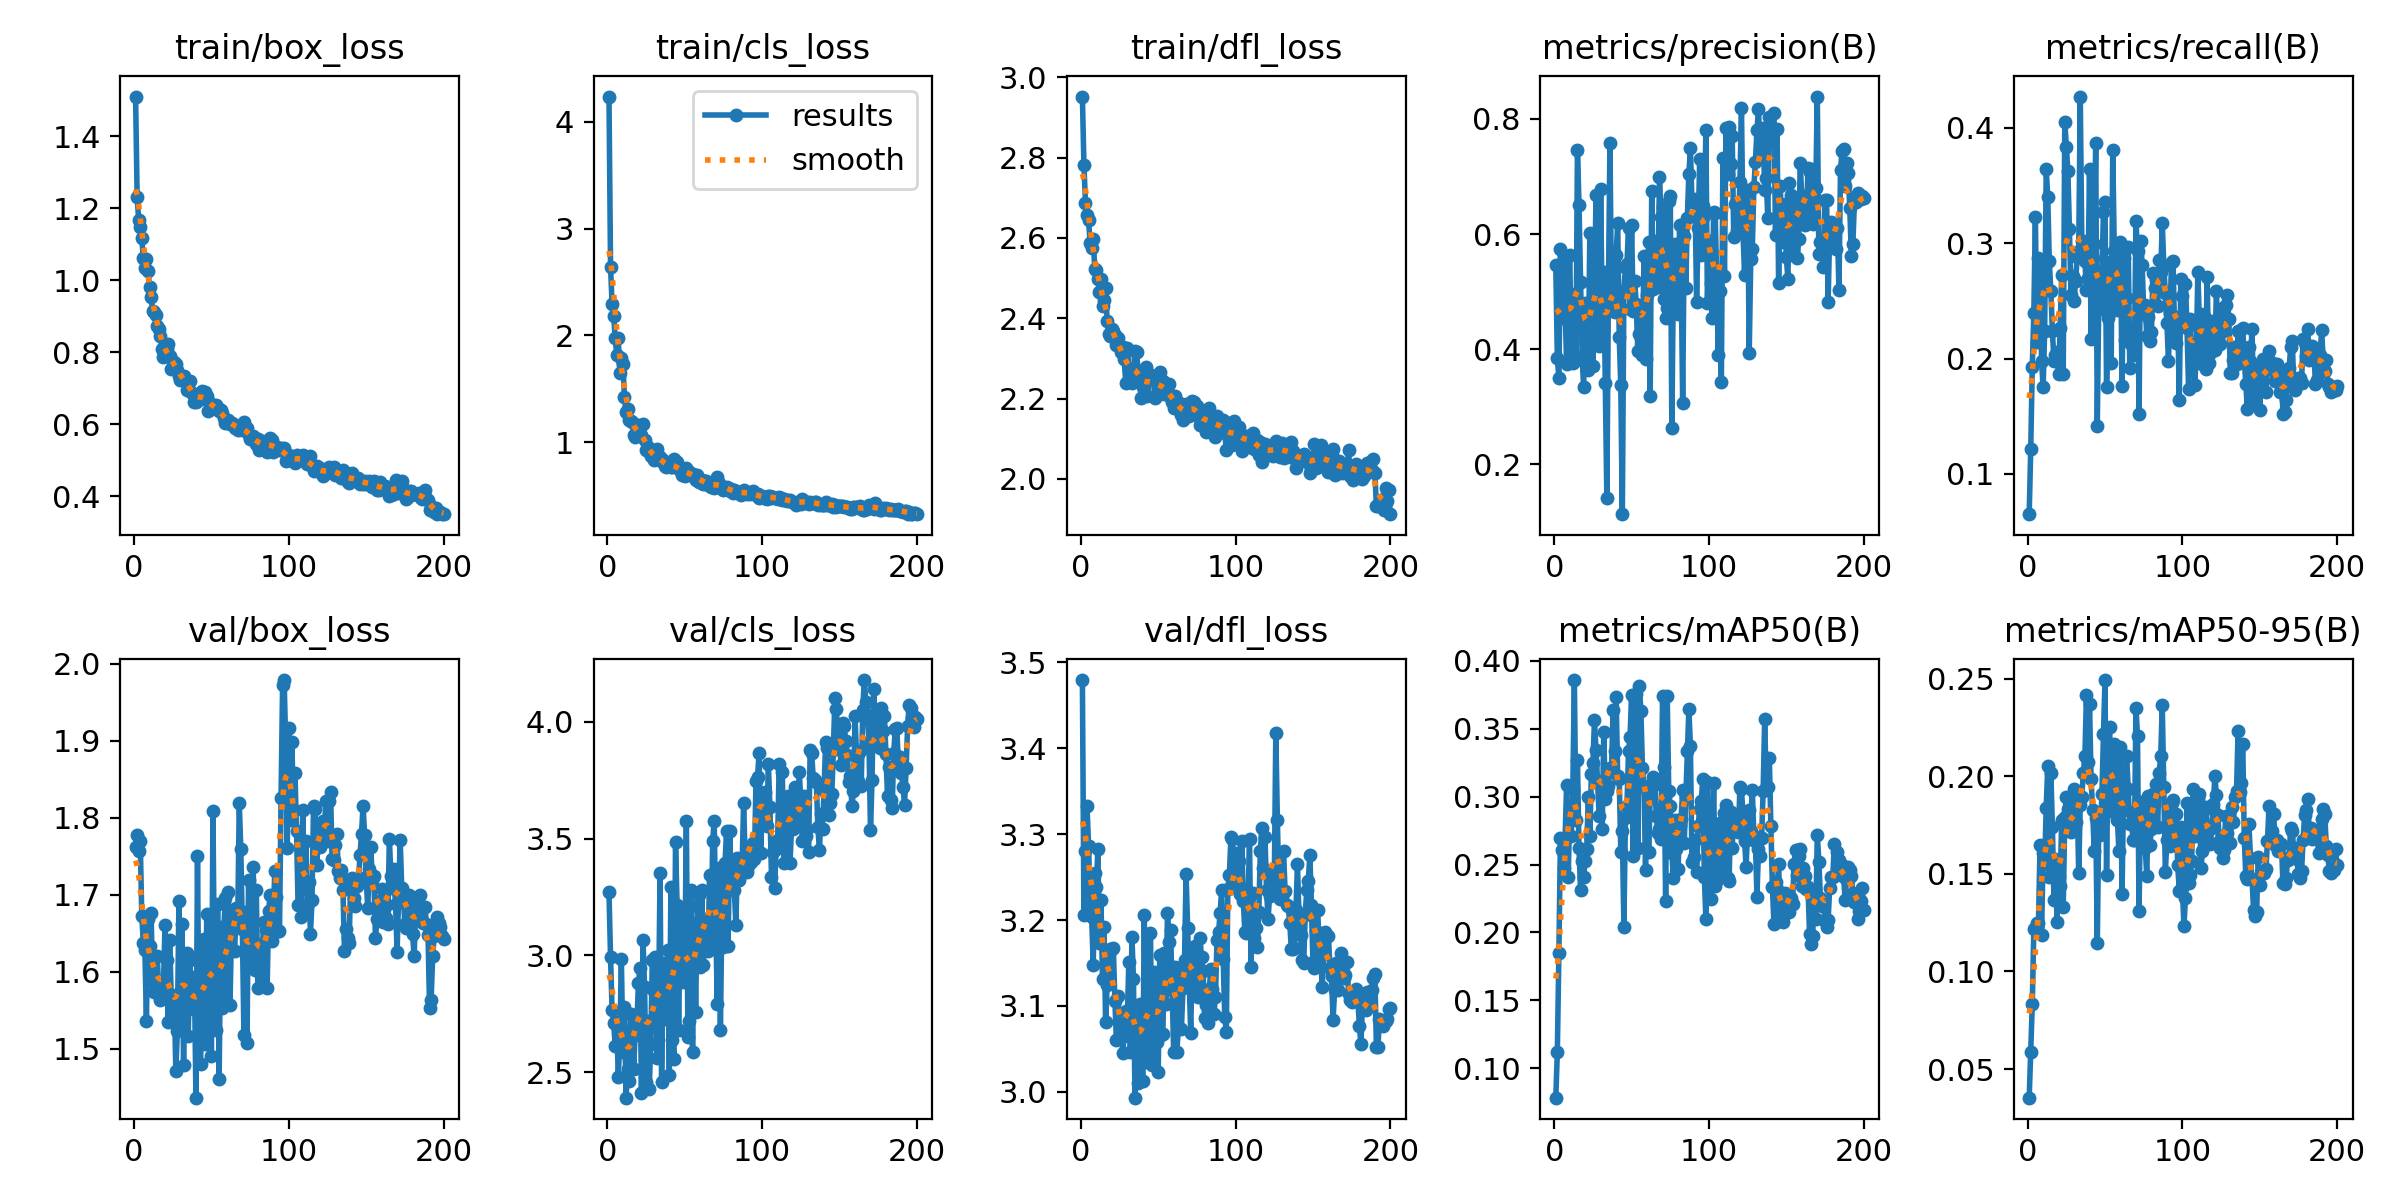 train/box_loss
train/cls_loss
train/dfl_loss
metrics/precision(B)
metrics/recall(B)
1.4
1.2
1.0
0.8
0.6
0.4
0 100 200
results
smooth
4
3
2
1
0 100 200
3.0
2.8
2.6
2.4
2.2
2.0
0 100 200
0.8
0.6
0.4
0.2
0 100 200
0.4
0.3
0.2
0.1
0 100 200
val/box_loss
val/cls_loss
val/dfl_loss
metrics/mAP50(B)
metrics/mAP50-95(B)
2.0
1.9
1.8
1.7
1.6
1.5
0 100 200
4.0
3.5
3.0
2.5
0 100 200
3.5
3.4
3.3
3.2
3.1
3.0
0 100 200
0.40
0.35
0.30
0.25
0.20
0.15
0.10
0 100 200
0.25
0.20
0.15
0.10
0.05
0 100 200